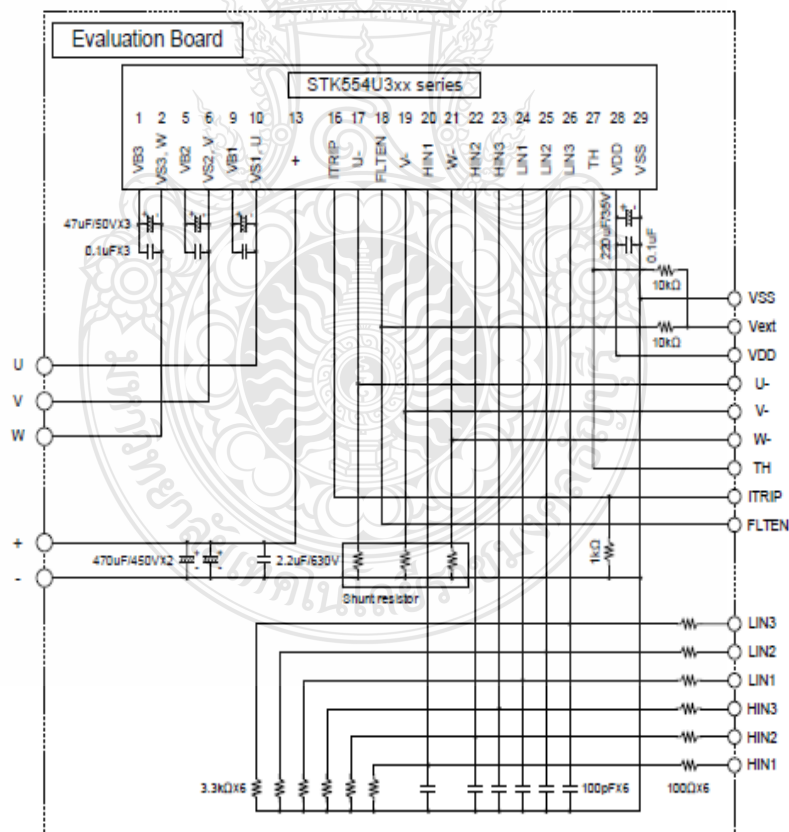 Evaluation Board
STK554U3xx series
1 2 5 6 9 10 13 16 17 18 19 20 21 22 23 24 25 26 27 28 29
VB3
VS3, W
VB2
VS2, V
VB1
VS1, U
+
ITRIP
U-
FLTEN
V-
HIN1
W-
HIN2
HIN3
LIN1
LIN2
LIN3
TH
VDD
VSS
47uF/50VX3
0.1uFX3
220uF/35V
0.1uF
10kΩ
10kΩ
VSS
Vext
VDD
U-
V-
W-
TH
ITRIP
FLTEN
U
V
W
+
-
470uF/450VX2
2.2uF/630V
Shunt resistor
1kΩ
LIN3
LIN2
LIN1
HIN3
HIN2
HIN1
3.3kΩX6
100pFX6
100ΩX6